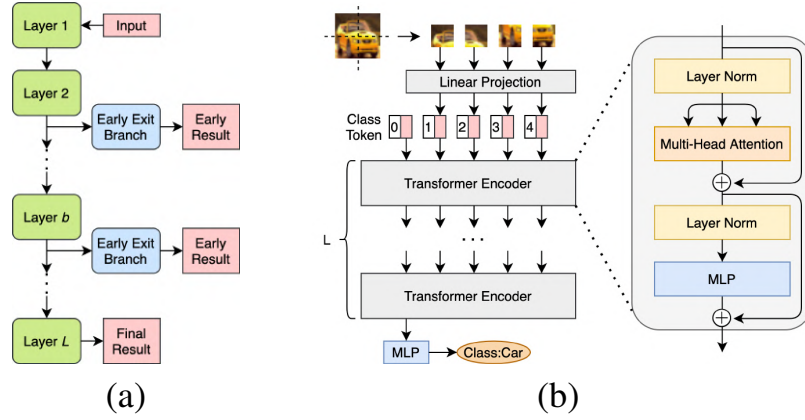 Layer 1
Input
Layer 2
Early Exit
Branch
Early
Result
Layer b
Early Exit
Branch
Early
Result
Layer L
Final
Result
(a)
Linear Projection
Class
Token
0
1
2
3
4
Transformer Encoder
L
...
Transformer Encoder
MLP
Class:Car
Layer Norm
Multi-Head Attention
Layer Norm
MLP
(b)